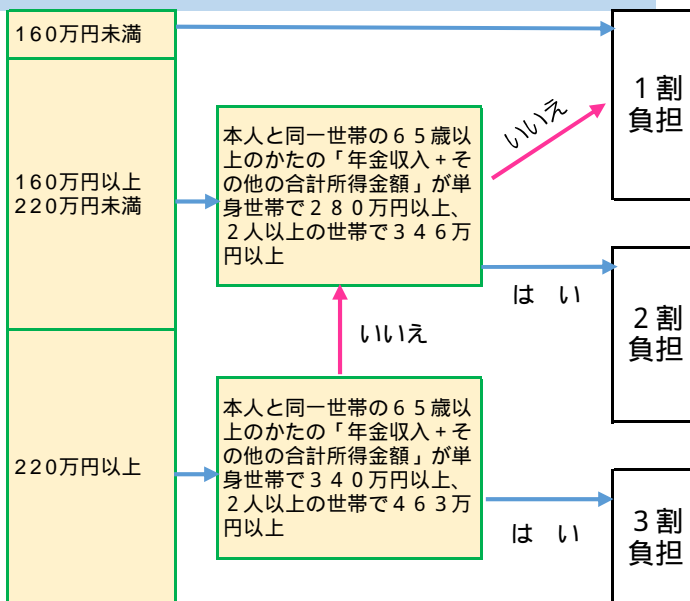 160万円未満
1割
負担
160万円以上
220万円未満
本人と同一世帯の65歳以
上のかたの「年金収入+そ
の他の合計所得金額」が単
身世帯で280万円以上、
2人以上の世帯で346万
円以上
いいえ
はい
2割
負担
いいえ
220万円以上
本人と同一世帯の65歳以
上のかたの「年金収入+そ
の他の合計所得金額」が単
身世帯で340万円以上、
2人以上の世帯で463万
円以上
はい
3割
負担